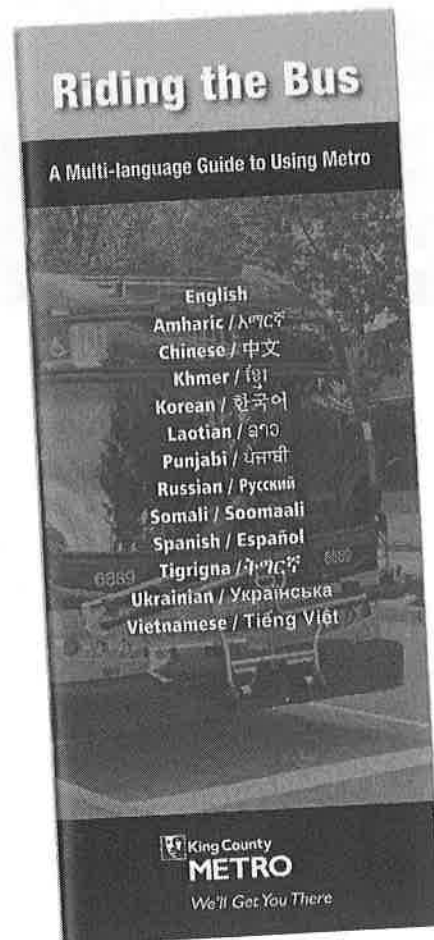 Riding the Bus
A Multi-language Guide to Using Metro
English
Amharic / አማርኛ
Chinese / 中文
Khmer / ខ្មែរ
Korean / 한국어
Laotian / ລາວ
Punjabi / ਪੰਜਾਬੀ
Russian / Русский
Somali / Soomaali
Spanish / Español
Tigrigna / ትግርኛ
Ukrainian / Українська
Vietnamese / Tiếng Việt
6889 6889
King County
METRO
We'll Get You There